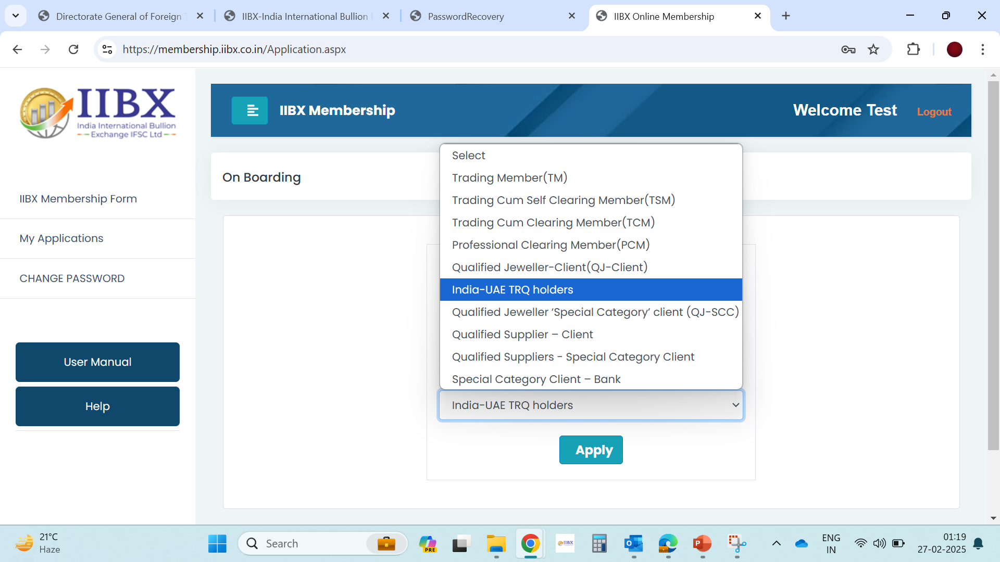 Directorate General of Foreign T
IIBX-India International Bullion
PasswordRecovery
IIBX Online Membership
https://membership.iibx.co.in/Application.aspx
IIBX
India International Bullion
Exchange IFSC Ltd
IIBX Membership
Welcome Test
Logout
On Boarding
IIBX Membership Form
My Applications
CHANGE PASSWORD
User Manual
Help
Select
Trading Member(TM)
Trading Cum Self Clearing Member(TSM)
Trading Cum Clearing Member(TCM)
Professional Clearing Member(PCM)
Qualified Jeweller-Client(QJ-Client)
India-UAE TRQ holders
Qualified Jeweller ‘Special Category’ client (QJ-SCC)
Qualified Supplier – Client
Qualified Suppliers - Special Category Client
Special Category Client – Bank
India-UAE TRQ holders
Apply
21°C
Haze
Search
PRE
IIBX
ENG
IN
01:19
27-02-2025